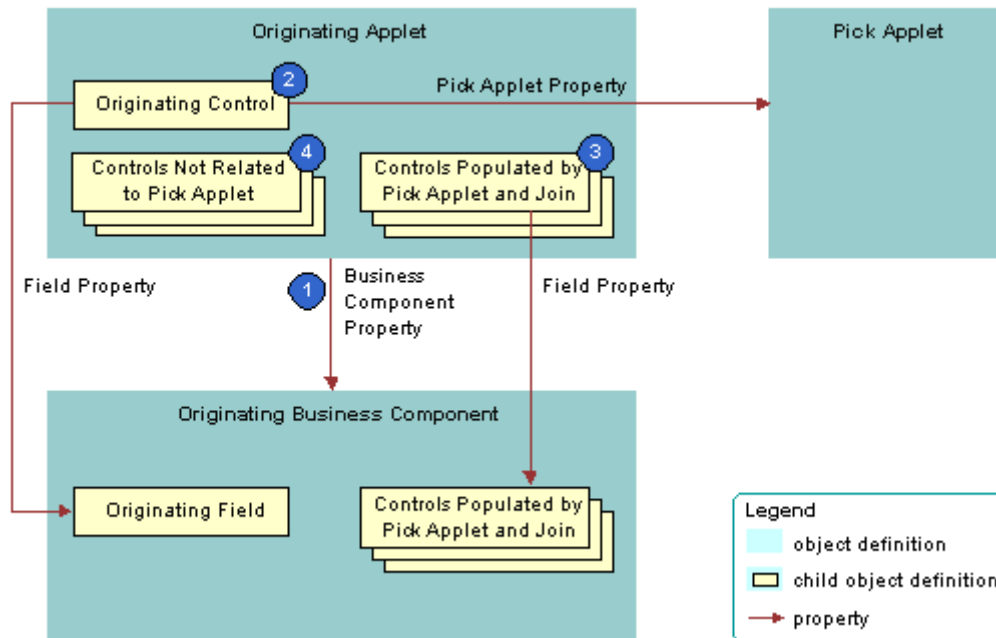 Originating Applet
Pick Applet
2
Originating Control
Pick Applet Property
4
Controls Not Related
to Pick Applet
3
Controls Populated by
Pick Applet and Join
Field Property
1
Business
Component
Property
Field Property
Originating Business Component
Originating Field
Controls Populated by
Pick Applet and Join
Legend
object definition
child object definition
property